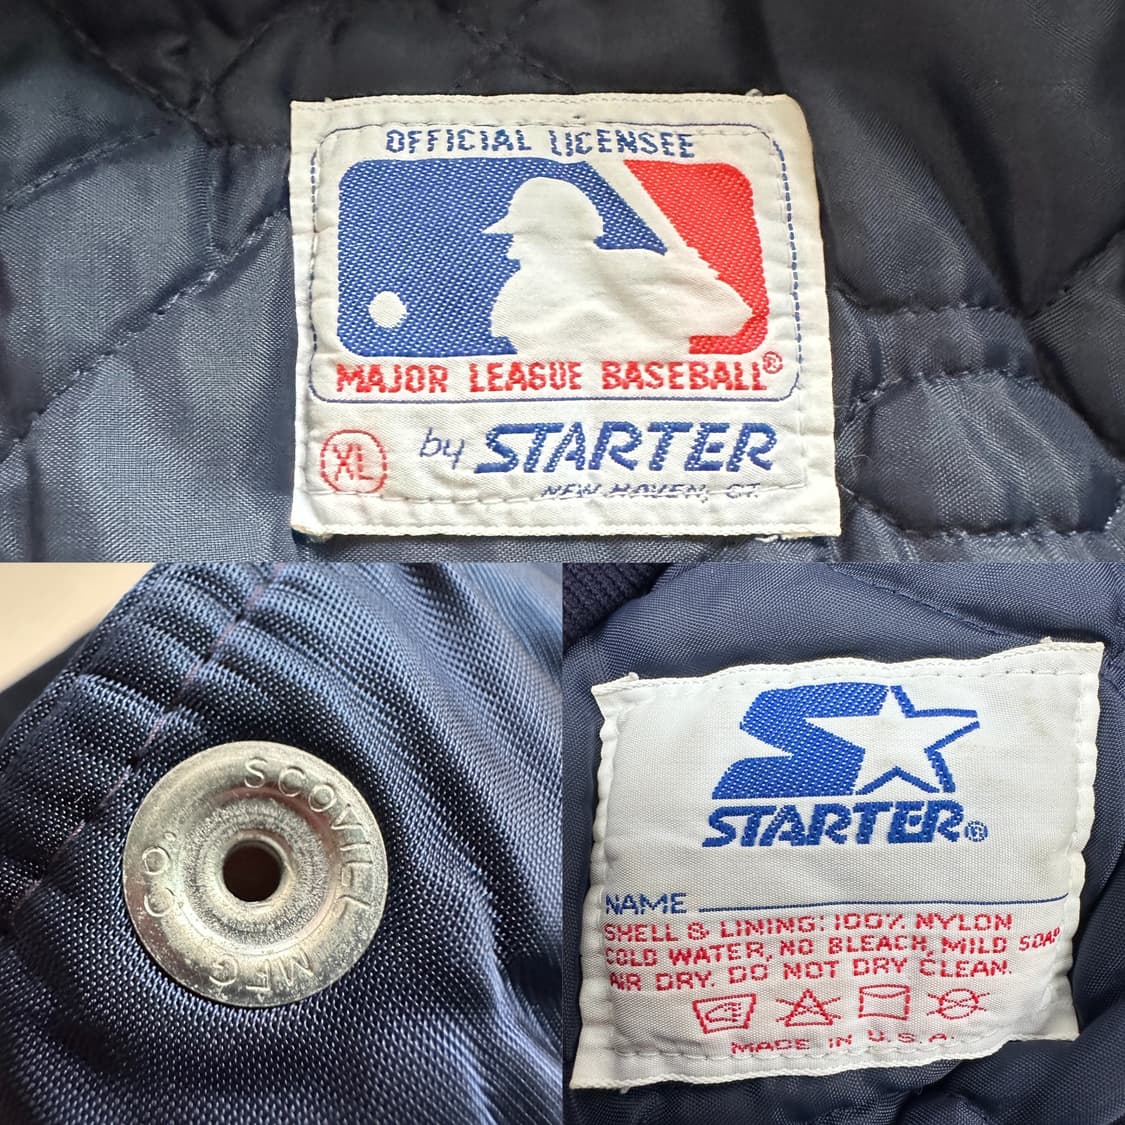 OFFICIAL LICENSEE
MAJOR LEAGUE BASEBALL®
XL by STARTER
NEW HAVEN, CT.
SCOVILL MFG. CO.
STARTER®
NAME
SHELL & LINING: 100% NYLON
COLD WATER, NO BLEACH, MILD SOAP
AIR DRY. DO NOT DRY CLEAN.
MADE IN U.S.A.